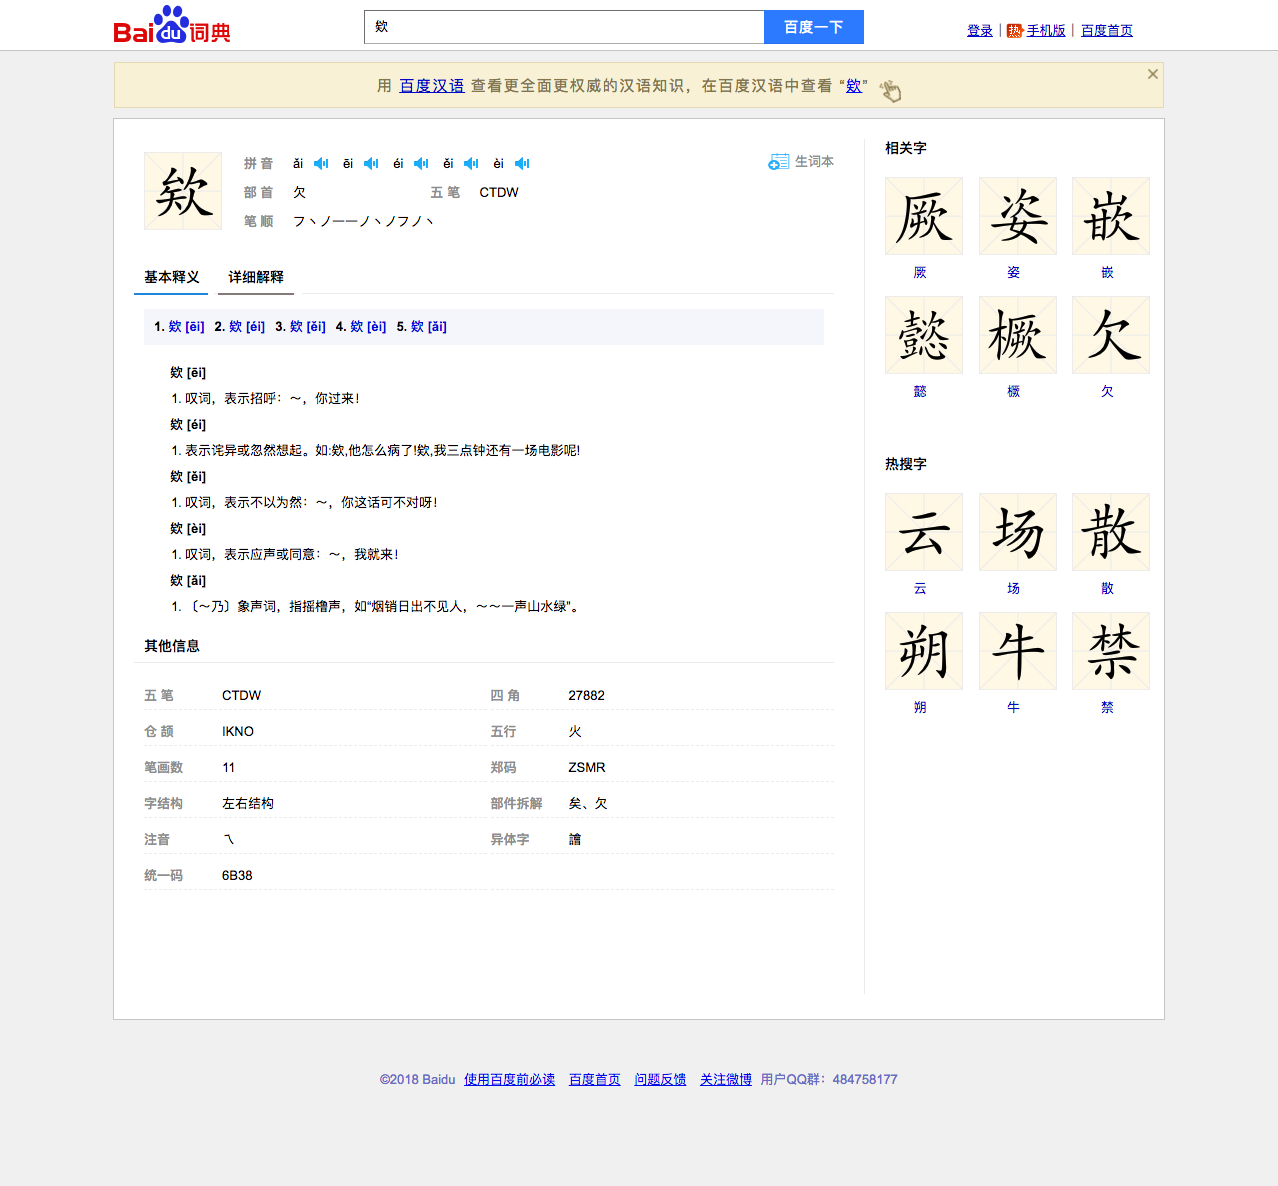 Baidu词典
欸
百度一下
登录 | 热 手机版 | 百度首页
用 百度汉语 查看更全面更权威的汉语知识，在百度汉语中查看 “欸”
欸
拼 音 ǎi ēi éi ěi èi
生词本
部 首 欠 五 笔 CTDW
笔 顺 フ丶ノ一一ノ丶ノフノ丶
基本释义 详细解释
1. 欸 [ēi] 2. 欸 [éi] 3. 欸 [ěi] 4. 欸 [èi] 5. 欸 [ǎi]
欸 [ēi]
1. 叹词，表示招呼：～，你过来！
欸 [éi]
1. 表示诧异或忽然想起。如:欸,他怎么病了!欸,我三点钟还有一场电影呢!
欸 [ěi]
1. 叹词，表示不以为然：～，你这话可不对呀！
欸 [èi]
1. 叹词，表示应声或同意：～，我就来！
欸 [ǎi]
1. 〔～乃〕象声词，指摇橹声，如“烟销日出不见人，～～一声山水绿”。
其他信息
五 笔 CTDW 四 角 27882
仓 颉 IKNO 五行 火
笔画数 11 郑码 ZSMR
字结构 左右结构 部件拆解 矣、欠
注音 ㄟ 异体字 譮
统一码 6B38
相关字
厥 姿 嵌
厥 姿 嵌
懿 橛 欠
懿 橛 欠
热搜字
云 场 散
云 场 散
朔 牛 禁
朔 牛 禁
©2018 Baidu 使用百度前必读 百度首页 问题反馈 关注微博 用户QQ群：484758177